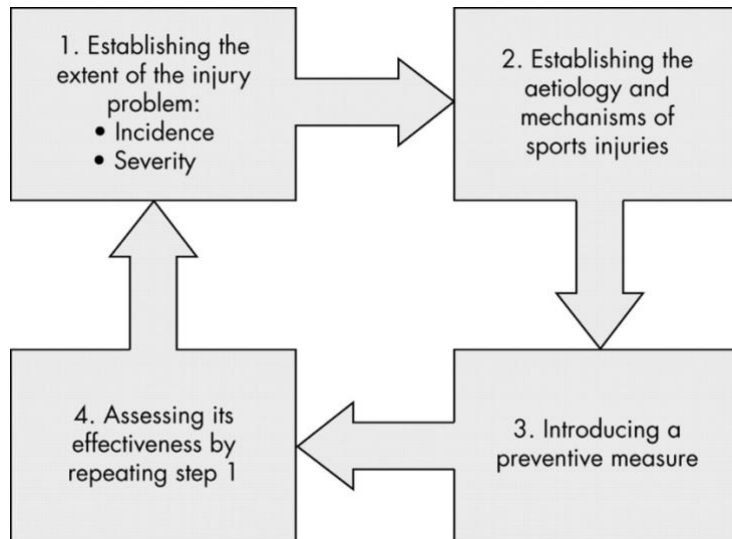 1. Establishing the
extent of the injury
problem:
• Incidence
• Severity
2. Establishing the
aetiology and
mechanisms of
sports injuries
3. Introducing a
preventive measure
4. Assessing its
effectiveness by
repeating step 1